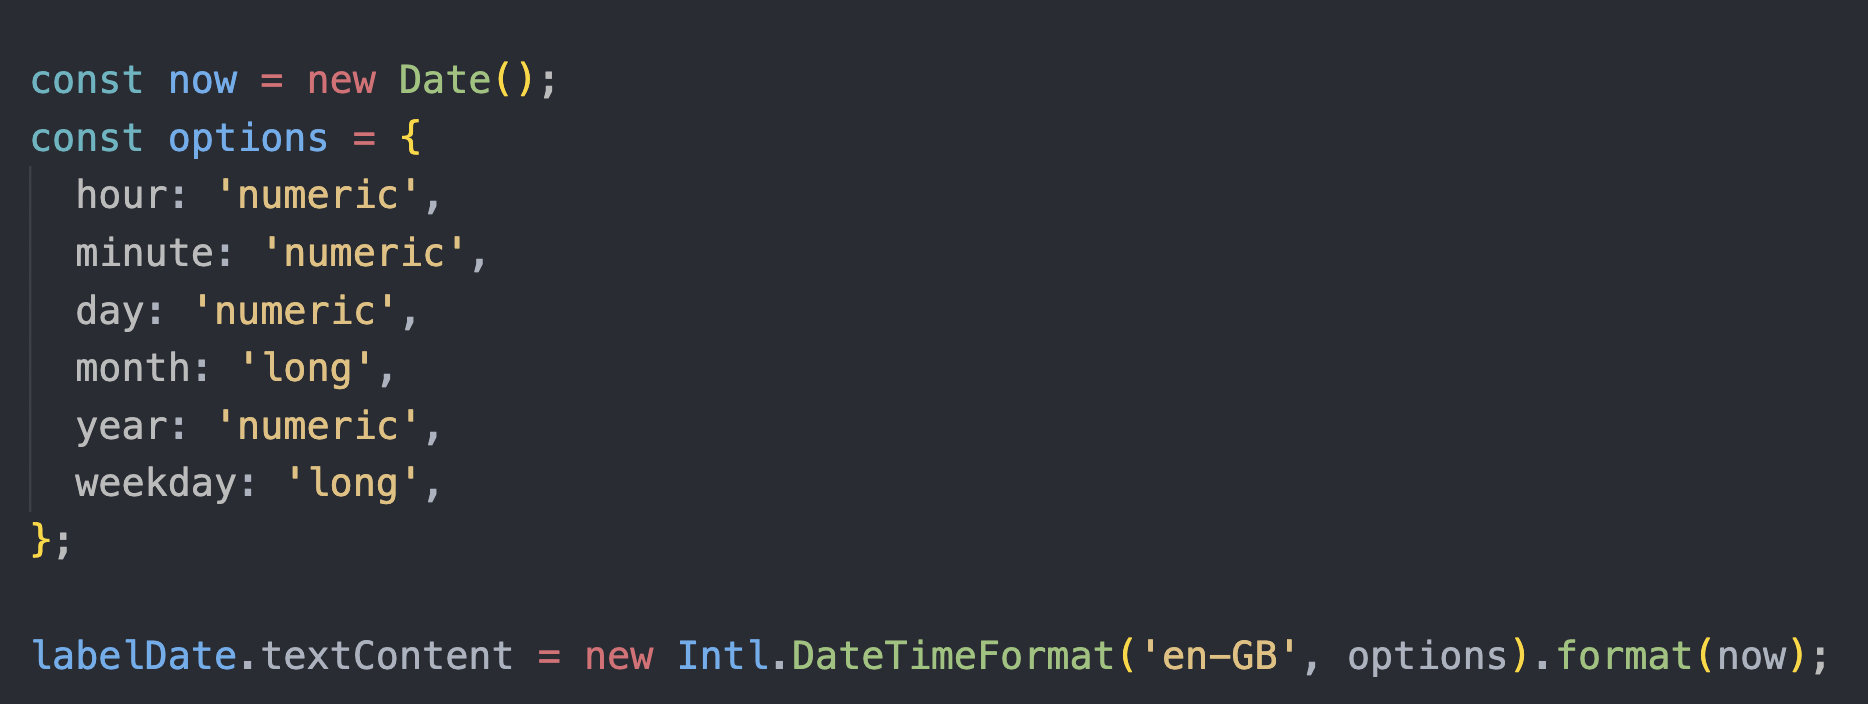 const now = new Date();
const options = {
  hour: 'numeric',
  minute: 'numeric',
  day: 'numeric',
  month: 'long',
  year: 'numeric',
  weekday: 'long',
};

labelDate.textContent = new Intl.DateTimeFormat('en-GB', options).format(now);